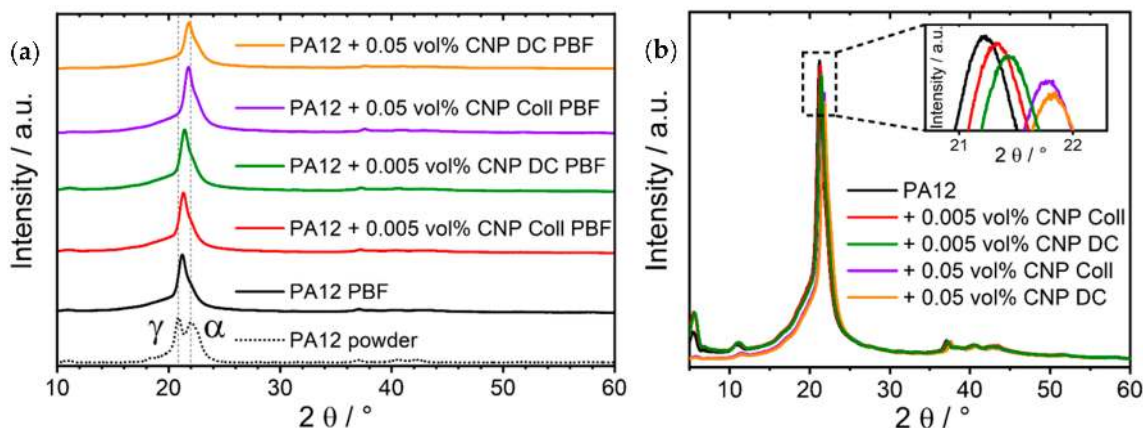 (a)
PA12 + 0.05 vol% CNP DC PBF
PA12 + 0.05 vol% CNP Coll PBF
PA12 + 0.005 vol% CNP DC PBF
PA12 + 0.005 vol% CNP Coll PBF
PA12 PBF
γ α
PA12 powder
Intensity / a.u.
10 20 30 40 50 60
2 θ / °
(b)
Intensity / a.u.
21 22
2 θ / °
PA12
+ 0.005 vol% CNP Coll
+ 0.005 vol% CNP DC
+ 0.05 vol% CNP Coll
+ 0.05 vol% CNP DC
Intensity / a.u.
10 20 30 40 50 60
2 θ / °